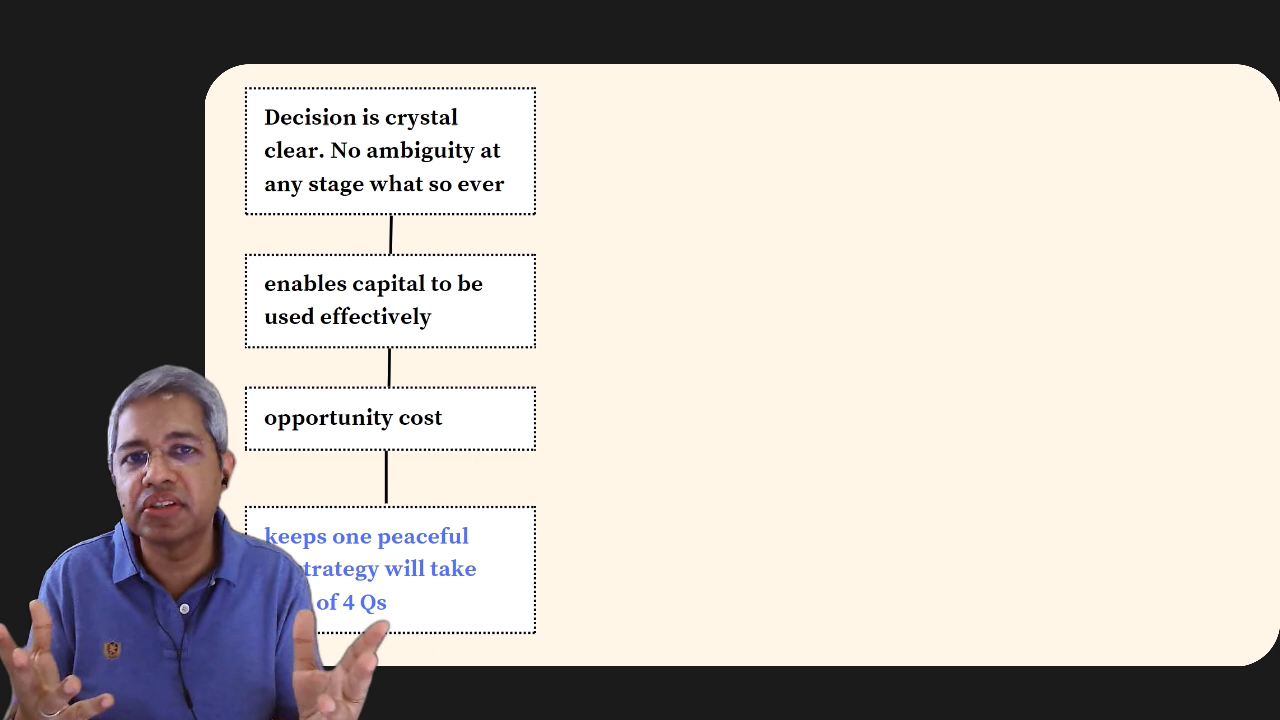 Decision is crystal
clear. No ambiguity at
any stage what so ever
enables capital to be
used effectively
opportunity cost
keeps one peaceful
trategy will take
of 4 Qs